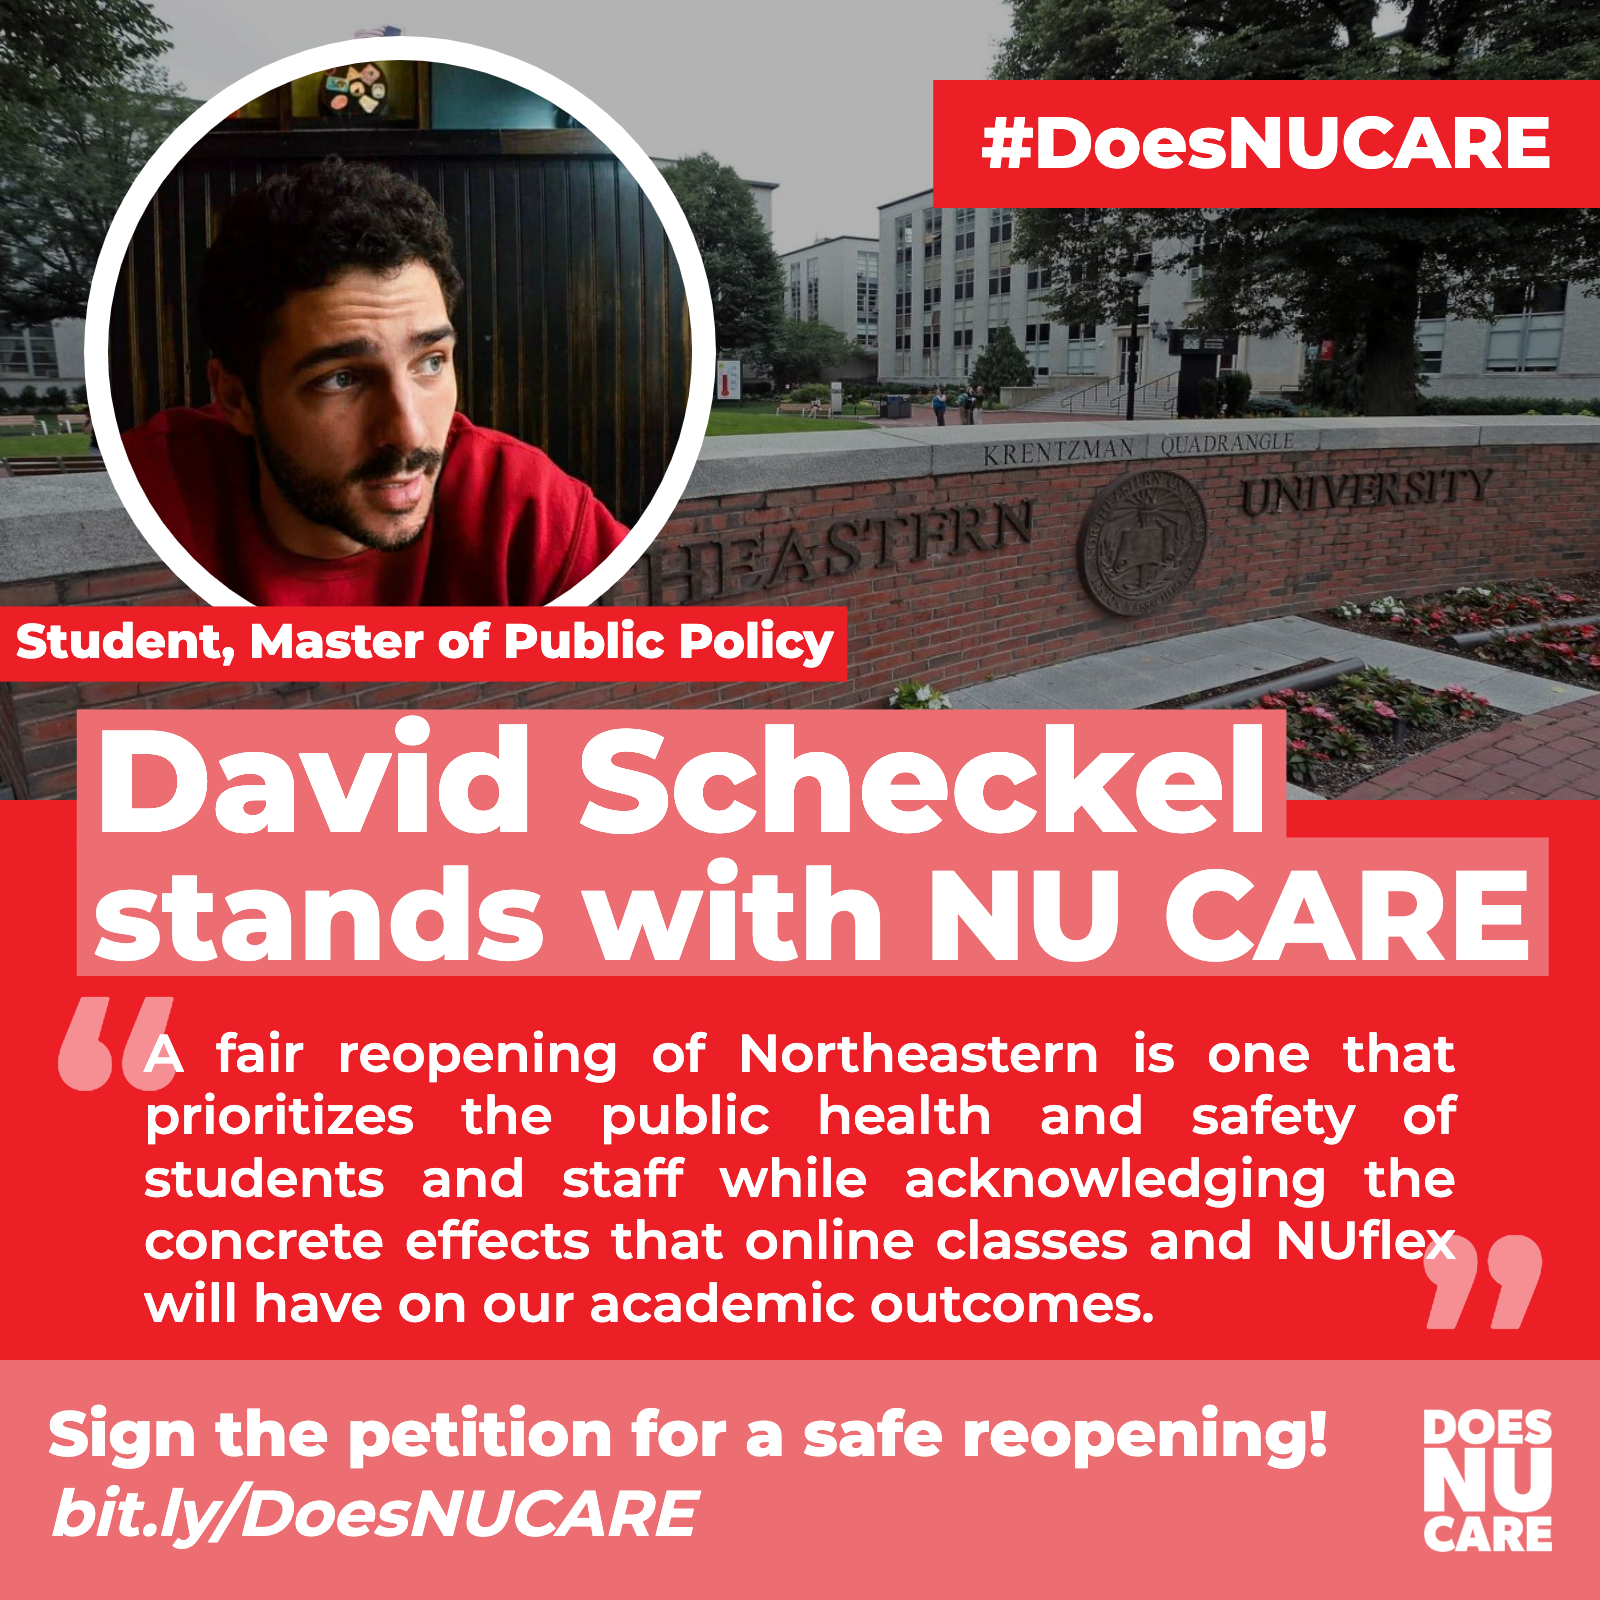 #DoesNUCARE
KRENTZMAN QUADRANGLE
HEASTERN UNIVERSITY
Student, Master of Public Policy
David Scheckel
stands with NU CARE
“A fair reopening of Northeastern is one that
prioritizes the public health and safety of
students and staff while acknowledging the
concrete effects that online classes and NUflex
will have on our academic outcomes.”
Sign the petition for a safe reopening!
bit.ly/DoesNUCARE
DOES
NU
CARE